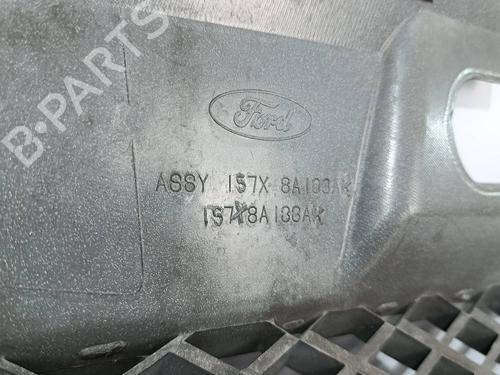 B-PARTS
Ford
ASSY 1S7X 8A133AK
1S7X8A133AK